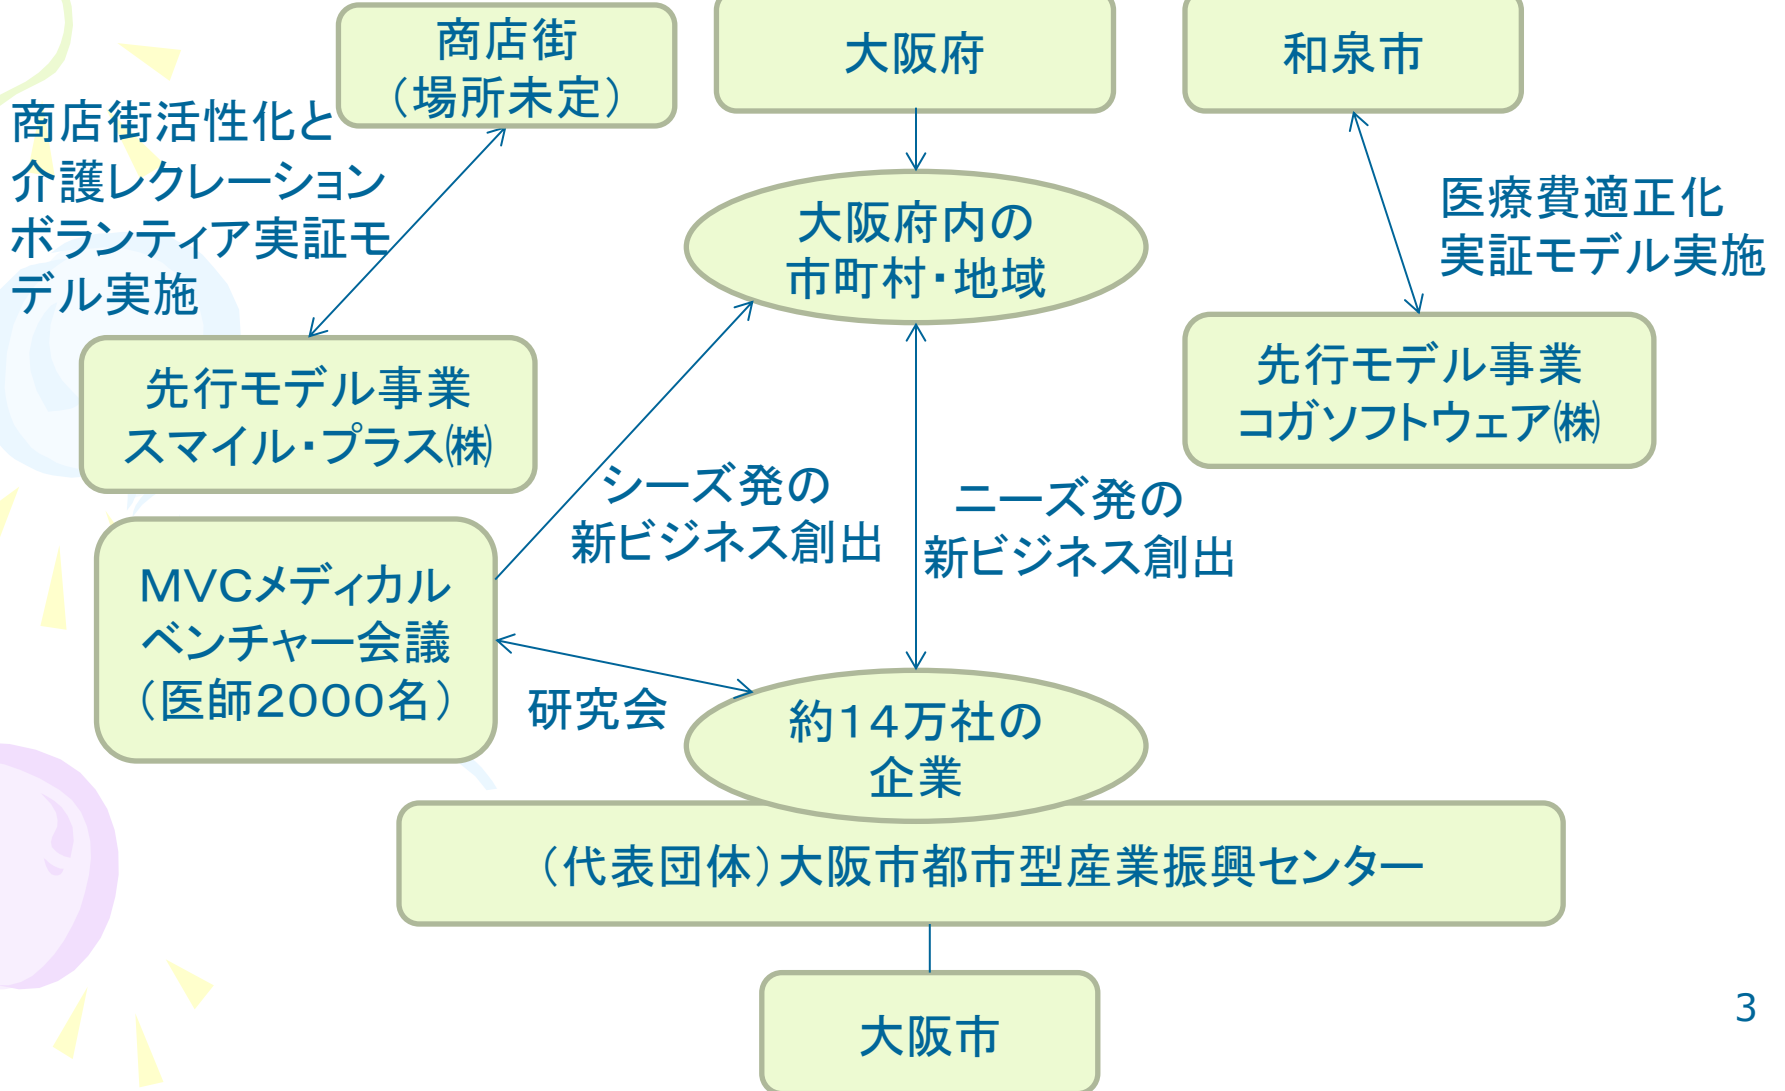 商店街
（場所未定）
大阪府
和泉市
商店街活性化と
介護レクレーション
ボランティア実証モ
デル実施
大阪府内の
市町村・地域
医療費適正化
実証モデル実施
先行モデル事業
スマイル・プラス㈱
先行モデル事業
コガソフトウェア㈱
シーズ発の
新ビジネス創出
ニーズ発の
新ビジネス創出
ＭＶＣメディカル
ベンチャー会議
（医師２０００名）
研究会
約１４万社の
企業
（代表団体）大阪市都市型産業振興センター
大阪市
3